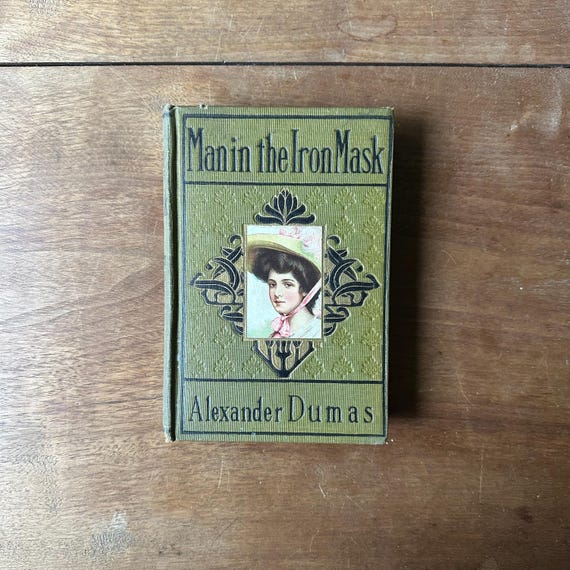 Man in the Iron Mask
Alexander Dumas